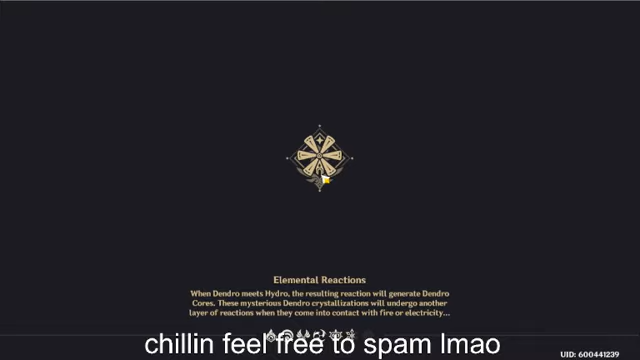 Elemental Reactions
When Dendro meets Hydro, the resulting reaction will generate Dendro
Cores. These mysterious Dendro crystallizations will undergo another
layer of reactions when they come into contact with fire or electricity...
chillin feel free to spam lmao
UID: 600441239